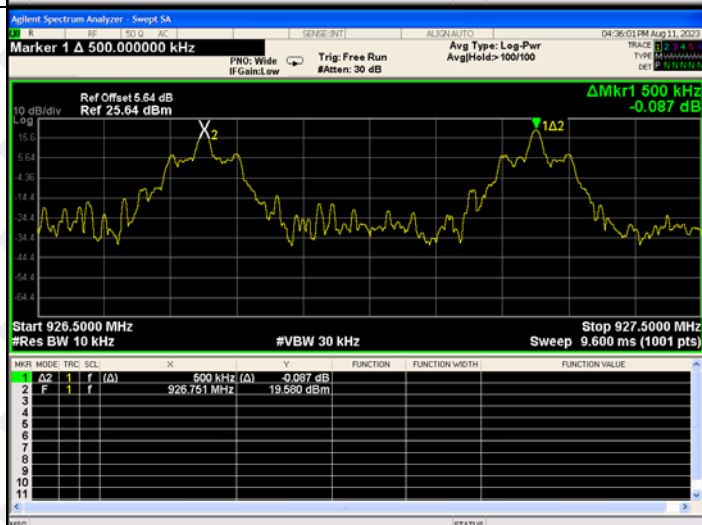 Agilent Spectrum Analyzer - Swept SA
R RF 50 Ω AC SENSE:INT ALIGN AUTO 04:36:01 PM Aug 11, 2023
Marker 1 Δ 500.000000 kHz
PNO: Wide
IFGain:Low
Trig: Free Run
#Atten: 30 dB
Avg Type: Log-Pwr
Avg|Hold:> 100/100
TRACE 1 2 3 4 5 6
TYPE M
DET P N N N N N
Ref Offset 5.64 dB
Ref 25.64 dBm
10 dB/div
Log
ΔMkr1 500 kHz
-0.087 dB
X2
1Δ2
15.6
5.64
-4.36
-14.4
-24.4
-34.4
-44.4
-54.4
-64.4
Start 926.5000 MHz
#Res BW 10 kHz
#VBW 30 kHz
Stop 927.5000 MHz
Sweep 9.600 ms (1001 pts)
MKR MODE TRC SCL X Y FUNCTION FUNCTION WIDTH FUNCTION VALUE
1 Δ2 1 f (Δ) 500 kHz (Δ) -0.087 dB
2 F 1 f 926.751 MHz 19.580 dBm
3
4
5
6
7
8
9
10
11
MSG STATUS